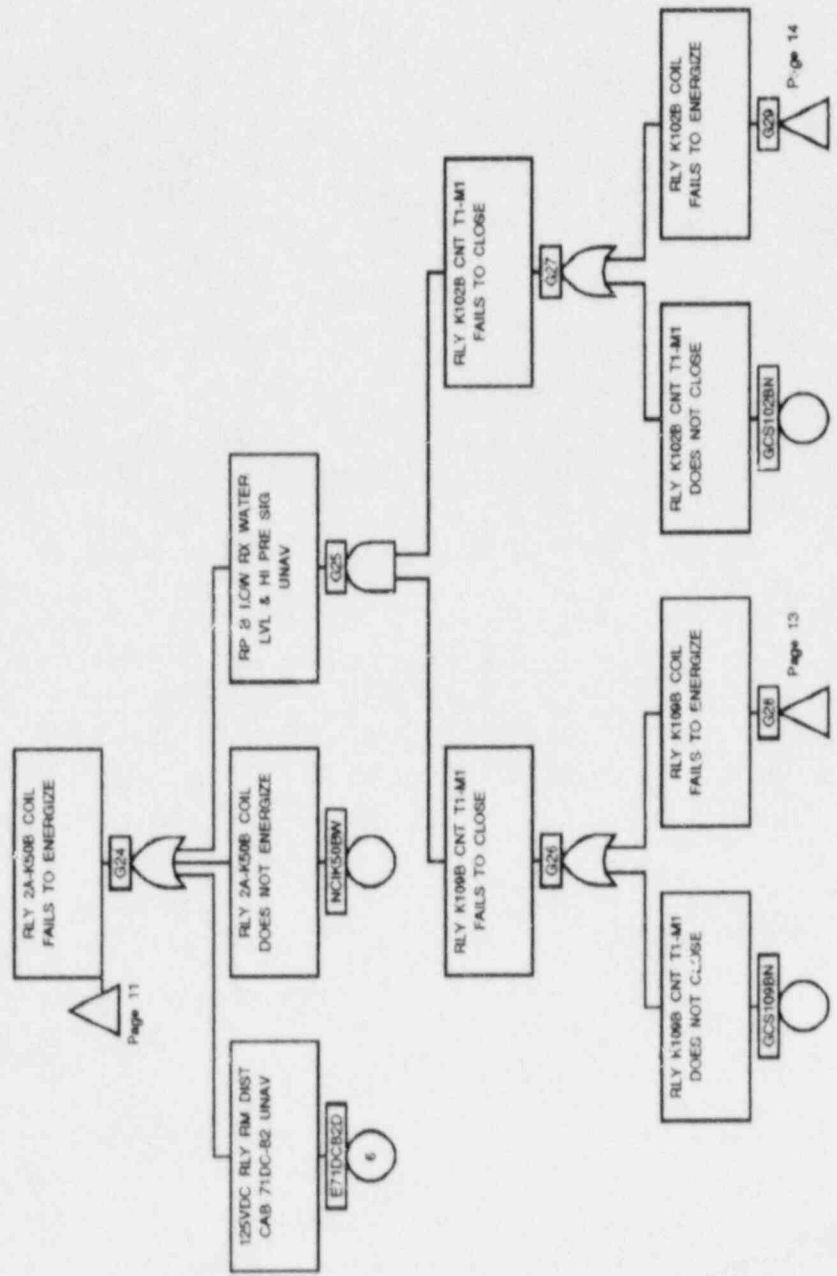 RLY 2A-K50B COIL
FAILS TO ENERGIZE
G24
Page 11
125VDC RLY RM DIST
CAB 71DC-B2 UNAV
E71DCB2D
6
RLY 2A-K50B COIL
DOES NOT ENERGIZE
NCIK50BW
RP B LOW RX WATER
LVL & HI PRE SIG
UNAV
G25
RLY K109B CNT T1-M1
FAILS TO CLOSE
G26
RLY K102B CNT T1-M1
FAILS TO CLOSE
G27
RLY K109B CNT T1-M1
DOES NOT CLOSE
GCS109BN
RLY K109B COIL
FAILS TO ENERGIZE
G28
Page 13
RLY K102B CNT T1-M1
DOES NOT CLOSE
GCS102BN
RLY K102B COIL
FAILS TO ENERGIZE
G29
Page 14